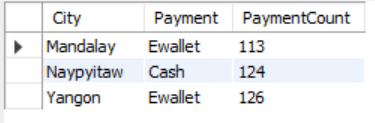 City Payment PaymentCount
Mandalay Ewallet 113
Naypyitaw Cash 124
Yangon Ewallet 126